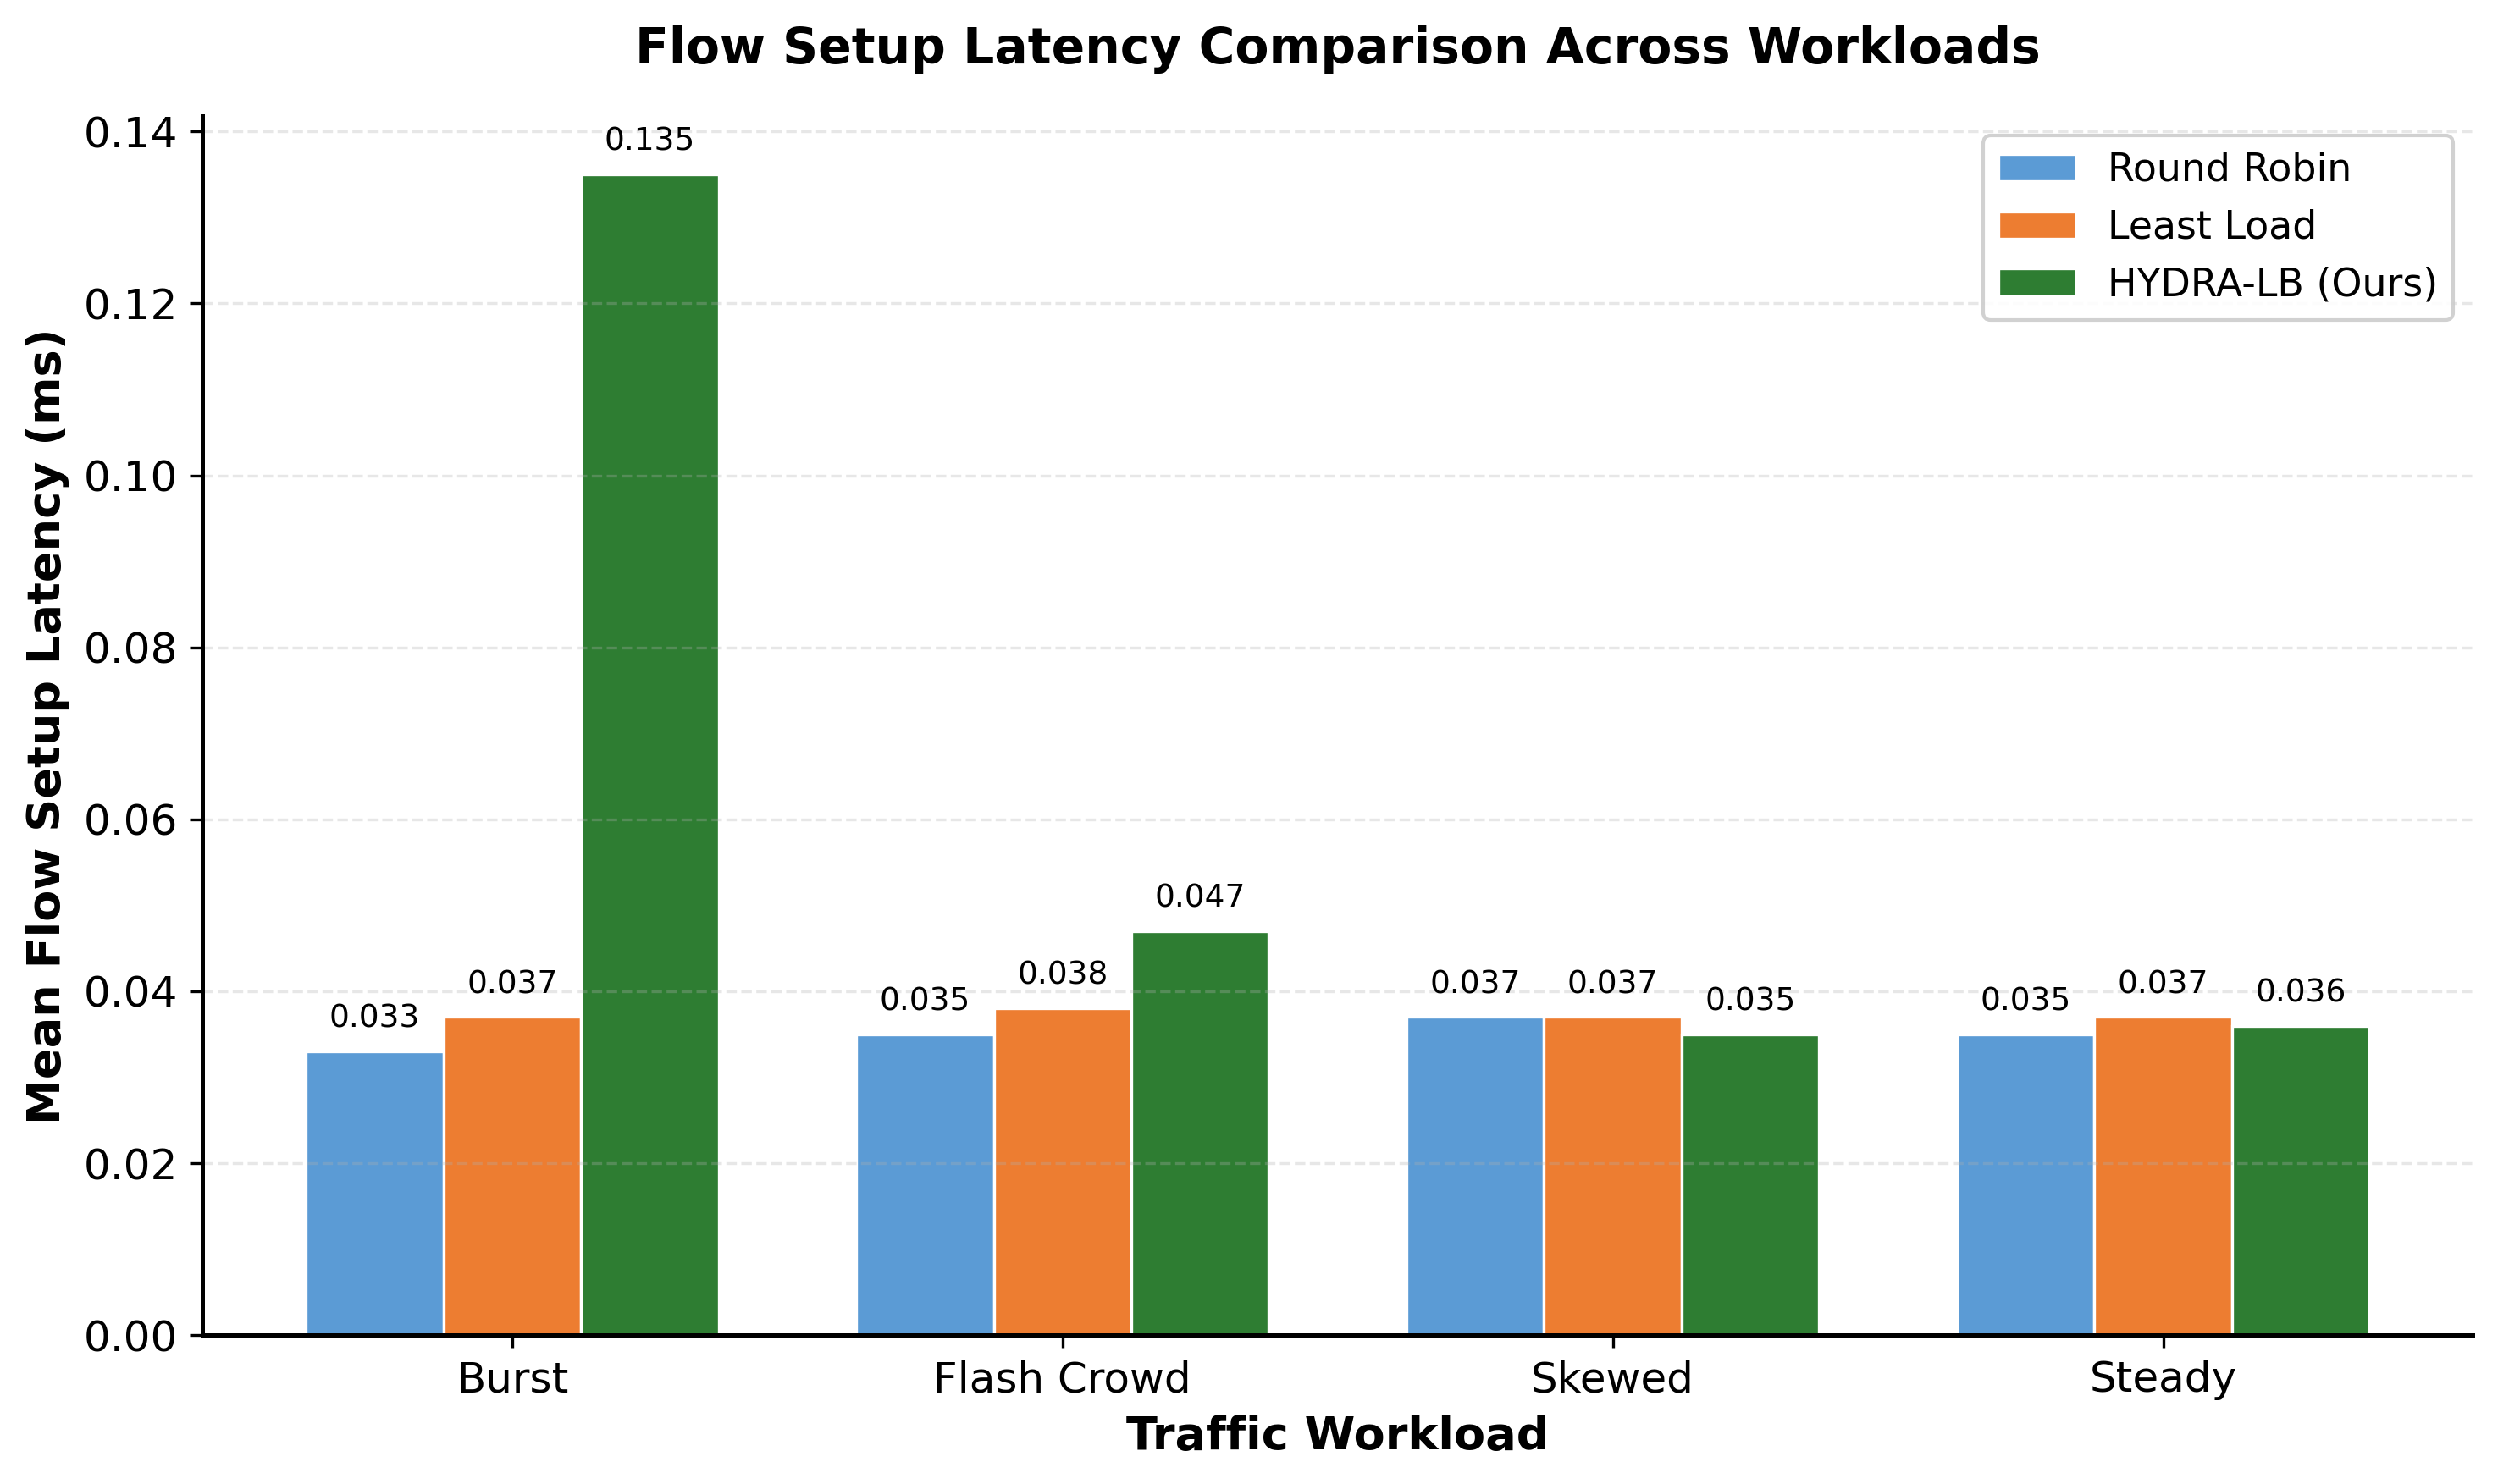 Flow Setup Latency Comparison Across Workloads
Mean Flow Setup Latency (ms)
0.14
0.12
0.10
0.08
0.06
0.04
0.02
0.00
Round Robin
Least Load
HYDRA-LB (Ours)
0.033
0.037
0.135
0.035
0.038
0.047
0.037
0.037
0.035
0.035
0.037
0.036
Burst
Flash Crowd
Skewed
Steady
Traffic Workload